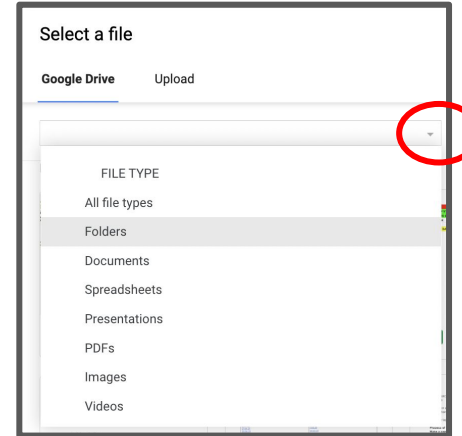 Select a file
Google Drive Upload
FILE TYPE
All file types
Folders
Documents
Spreadsheets
Presentations
PDFs
Images
Videos